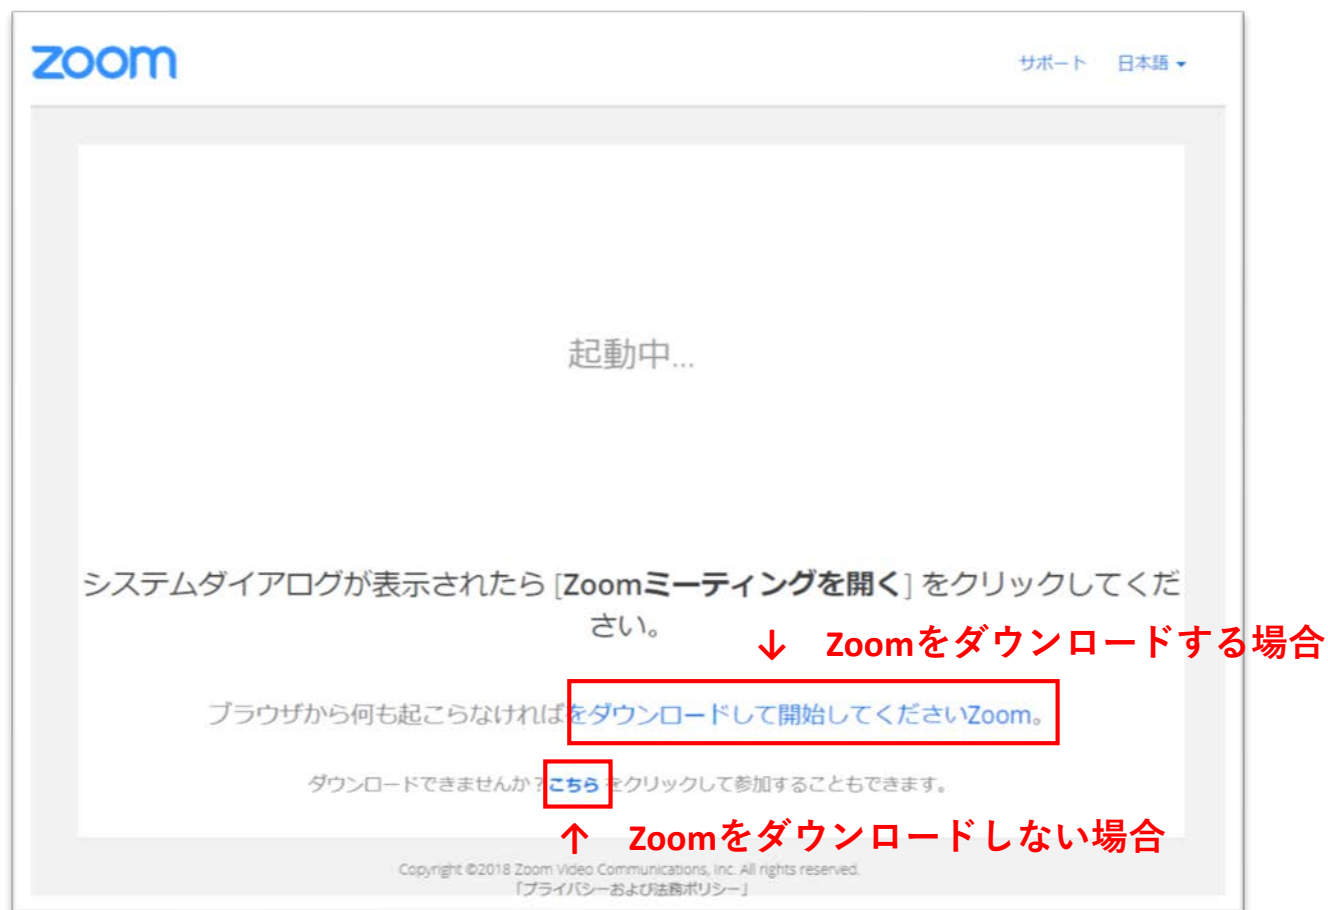 zoom
サポート 日本語
起動中...
システムダイアログが表示されたら [Zoomミーティングを開く] をクリックしてくだ
さい。
↓ Zoomをダウンロードする場合
ブラウザから何も起こらなければをダウンロードして開始してくださいZoom。
ダウンロードできませんか？こちら をクリックして参加することもできます。
↑ Zoomをダウンロードしない場合
Copyright ©2018 Zoom Video Communications, Inc. All rights reserved.
「プライバシーおよび法務ポリシー」